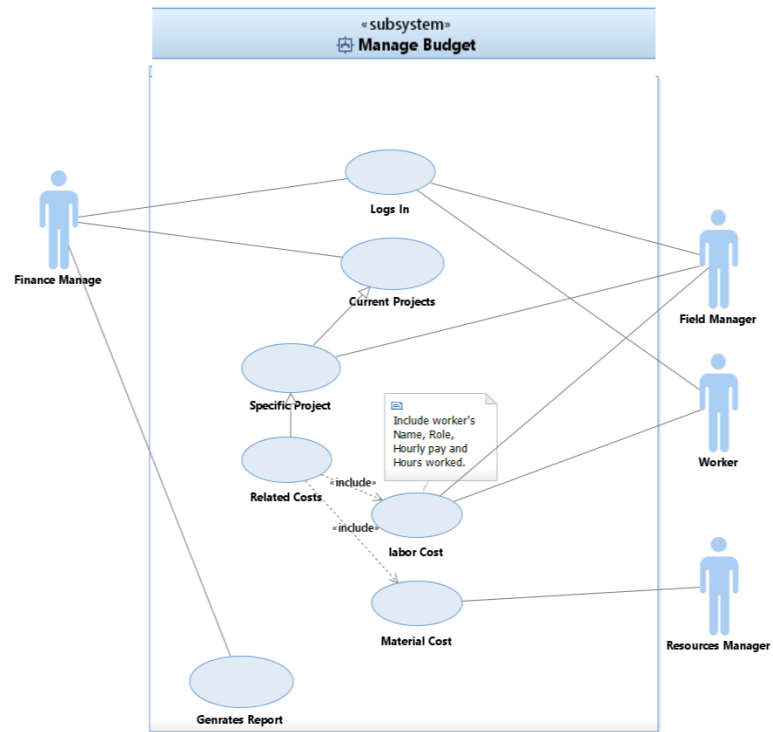 «subsystem»
Manage Budget
Logs In
Finance Manage
Current Projects
Field Manager
Specific Project
Include worker's
Name, Role,
Hourly pay and
Hours worked.
Worker
«include»
Related Costs
«include»
labor Cost
Material Cost
Resources Manager
Genrates Report